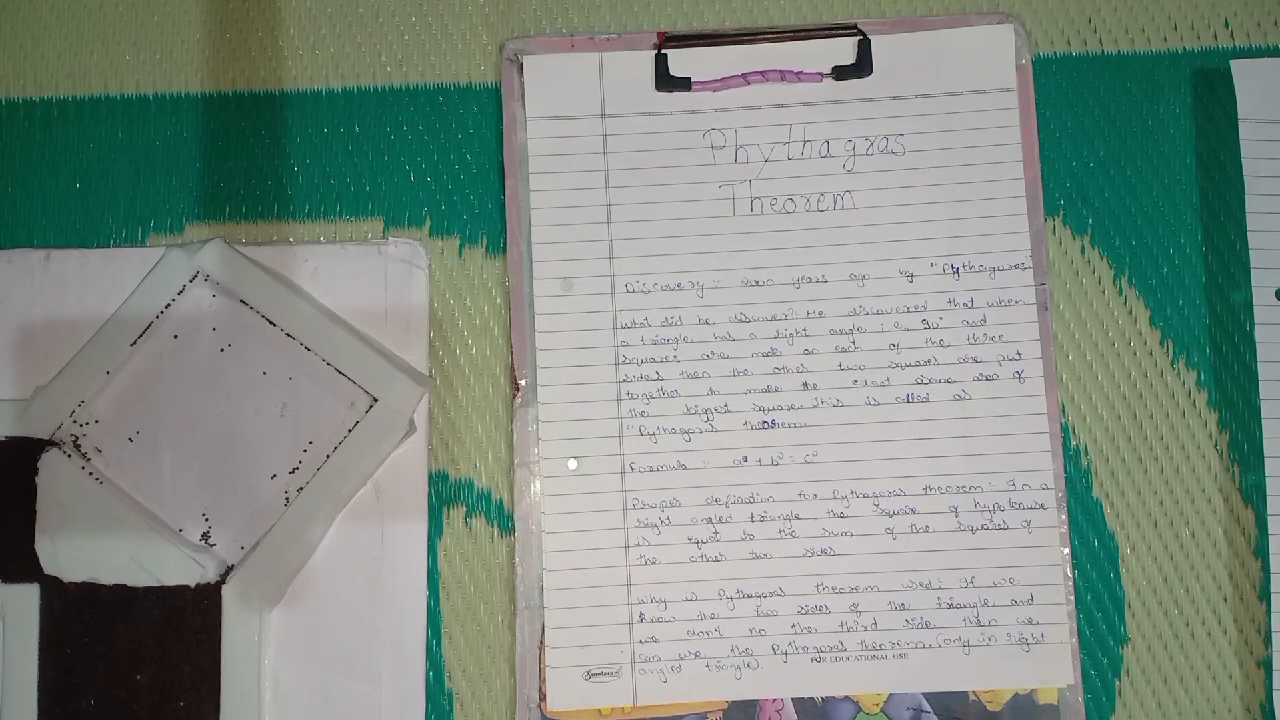 Phythagras
Theorem
Discovery :- 2000 years ago by "Pythagoras"
What did he discover?:- He discovered that when
a triangle has a right angle i.e. 90° and
squares are made on each of the three
sides then the other two squares are put
together to make the exact same area of
the biggest square. This is called as
"Pythagoras theorem.
Formula :- a² + b² = c²
Proper defination for Pythagoras theorem:- In a
right angled triangle the square of hypotenuse
is equal to the sum of the squares of
the other two sides
Why is Pythagoras theorem used:- If we
know the two sides of the triangle and
we don't no the third side then we
can use the Pythagoras theorem. (only in right
angled triangle).
Sundaram
FOR EDUCATIONAL USE